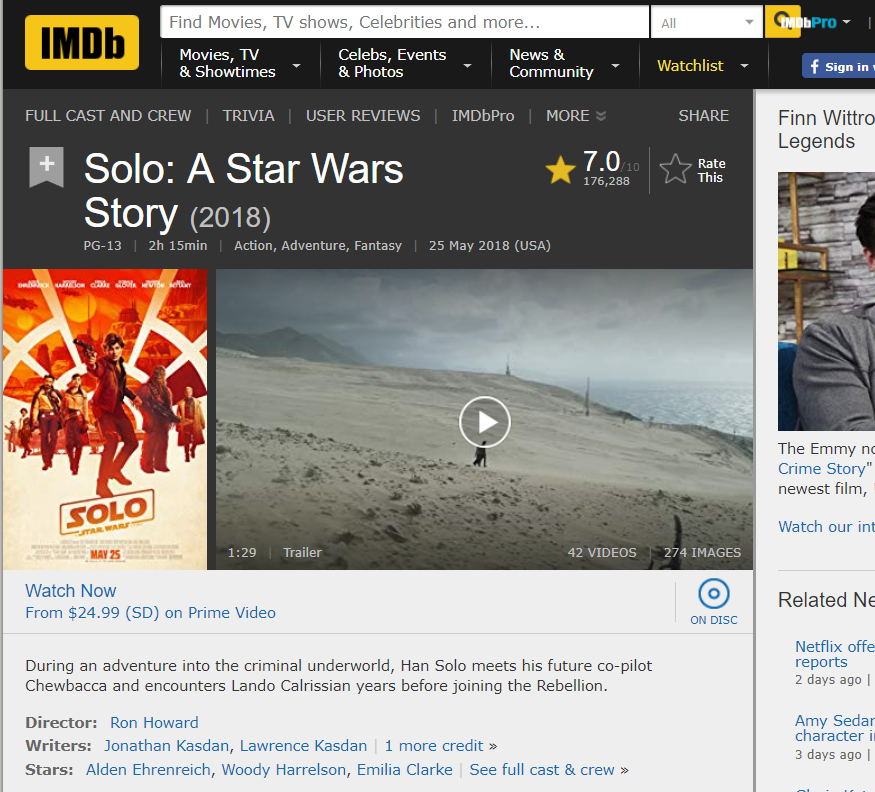 IMDb
Find Movies, TV shows, Celebrities and more...
All
IMDbPro
Movies, TV
& Showtimes
Celebs, Events
& Photos
News &
Community
Watchlist
f Sign in
FULL CAST AND CREW | TRIVIA | USER REVIEWS | IMDbPro | MORE
SHARE
Solo: A Star Wars
Story (2018)
7.0/10
176,288
Rate
This
PG-13 | 2h 15min | Action, Adventure, Fantasy | 25 May 2018 (USA)
EHRENREICH HARRELSON CLARKE GLOVER NEWTON BETTANY
SOLO
A STAR WARS STORY
MAY 25
1:29 | Trailer
42 VIDEOS | 274 IMAGES
Watch Now
From $24.99 (SD) on Prime Video
ON DISC
During an adventure into the criminal underworld, Han Solo meets his future co-pilot
Chewbacca and encounters Lando Calrissian years before joining the Rebellion.
Director: Ron Howard
Writers: Jonathan Kasdan, Lawrence Kasdan | 1 more credit »
Stars: Alden Ehrenreich, Woody Harrelson, Emilia Clarke | See full cast & crew »
Finn Wittro
Legends
The Emmy no
Crime Story"
newest film,
Watch our int
Related Ne
Netflix offe
reports
2 days ago |
Amy Sedar
character i
3 days ago |